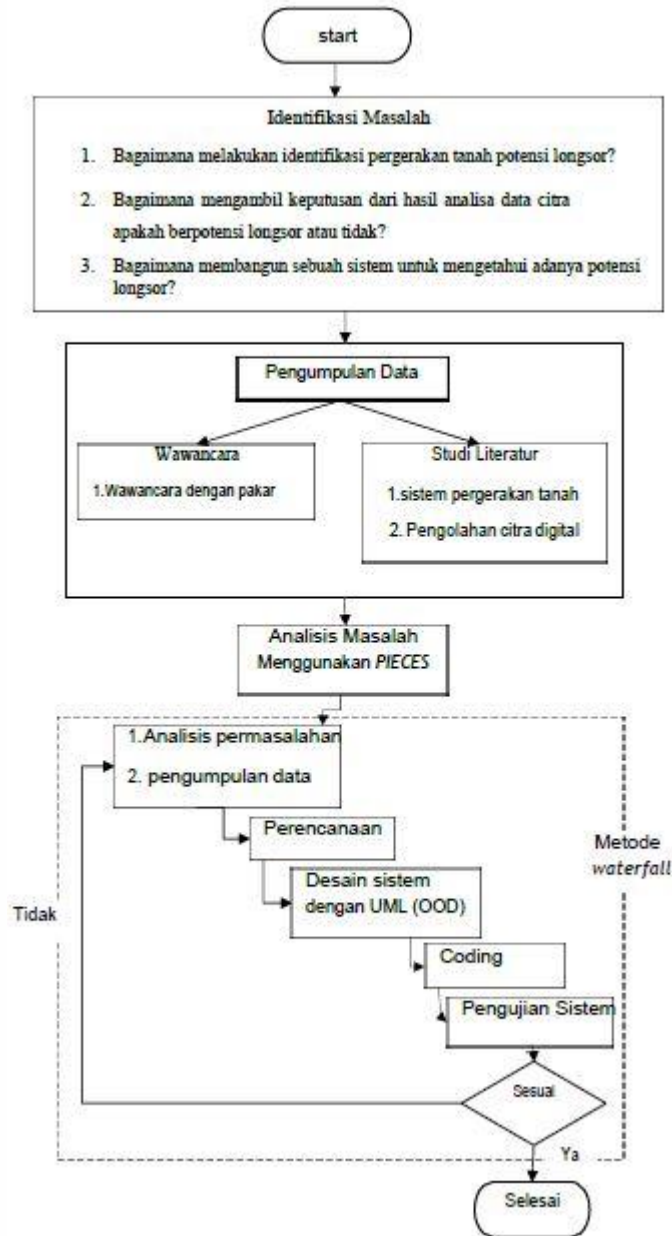 start
Identifikasi Masalah
1. Bagaimana melakukan identifikasi pergerakan tanah potensi longsor?
2. Bagaimana mengambil keputusan dari hasil analisa data citra
apakah berpotensi longsor atau tidak?
3. Bagaimana membangun sebuah sistem untuk mengetahui adanya potensi
longsor?
Pengumpulan Data
Wawancara
1.Wawancara dengan pakar
Studi Literatur
1.sistem pergerakan tanah
2. Pengolahan citra digital
Analisis Masalah
Menggunakan PIECES
1.Analisis permasalahan
2. pengumpulan data
Perencanaan
Metode
waterfall
Desain sistem
dengan UML (OOD)
Tidak
Coding
Pengujian Sistem
Sesuai
Ya
Selesai